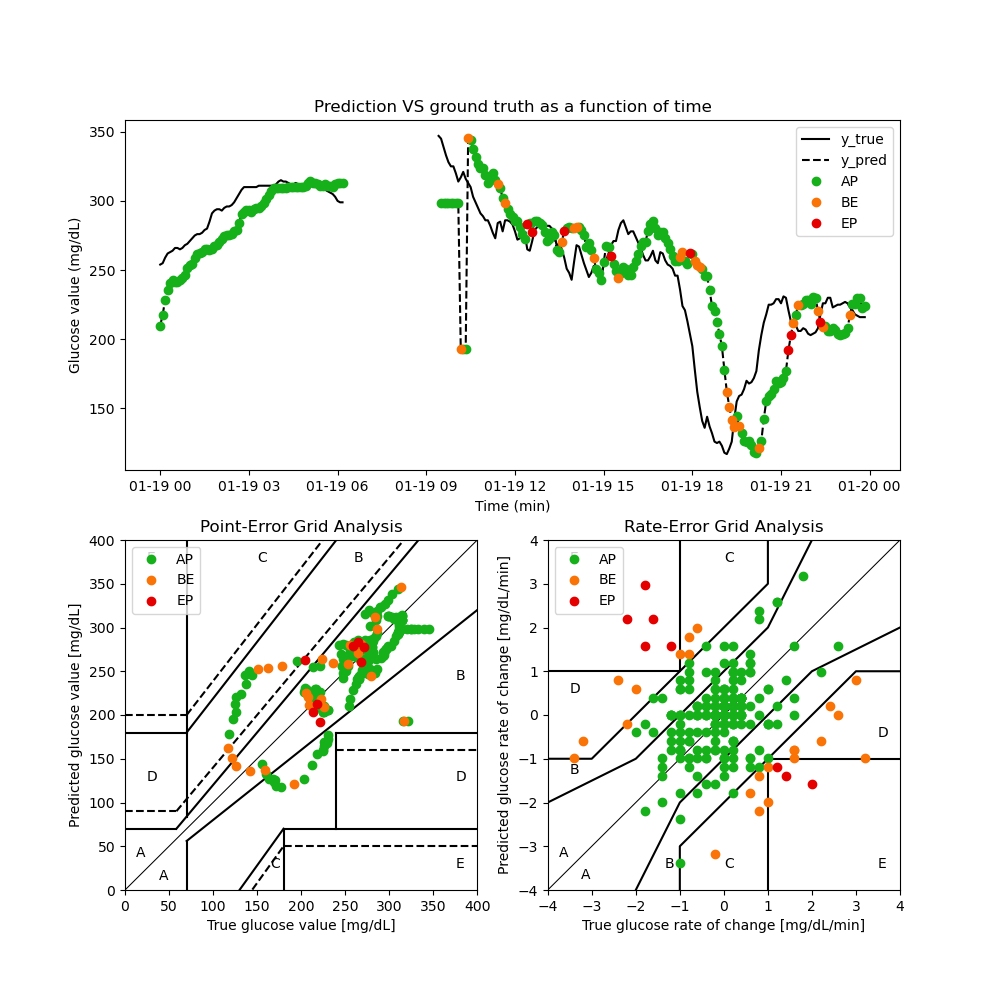 Prediction VS ground truth as a function of time
Glucose value (mg/dL)
350
300
250
200
150
y_true
y_pred
AP
BE
EP
01-19 00 01-19 03 01-19 06 01-19 09 01-19 12 01-19 15 01-19 18 01-19 21 01-20 00
Time (min)
Point-Error Grid Analysis
Predicted glucose value [mg/dL]
400
350
300
250
200
150
100
50
0
AP
BE
EP
C
B
B
D
D
A
A
C
E
0 50 100 150 200 250 300 350 400
True glucose value [mg/dL]
Rate-Error Grid Analysis
Predicted glucose rate of change [mg/dL/min]
4
3
2
1
0
−1
−2
−3
−4
AP
BE
EP
C
D
D
B
A
A
B
C
E
−4 −3 −2 −1 0 1 2 3 4
True glucose rate of change [mg/dL/min]